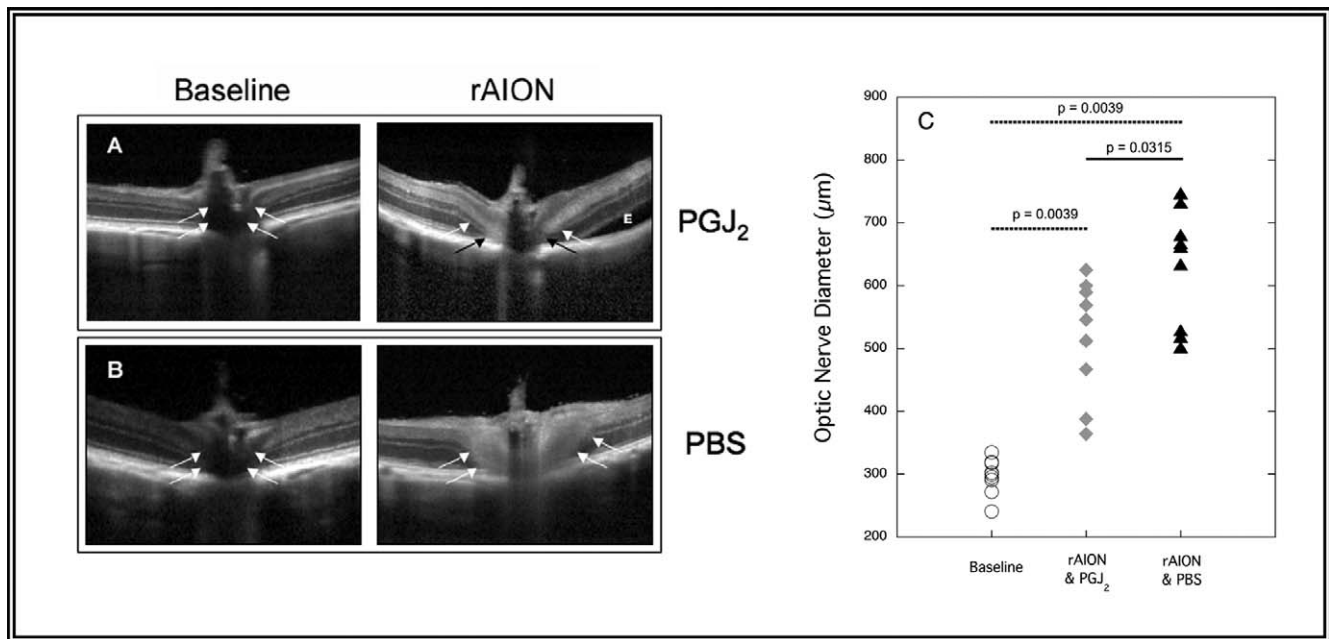 Baseline
rAION
A
E
PGJ₂
B
PBS
C
p = 0.0039
p = 0.0315
p = 0.0039
Optic Nerve Diameter (µm)
900
800
700
600
500
400
300
200
Baseline
rAION
& PGJ₂
rAION
& PBS